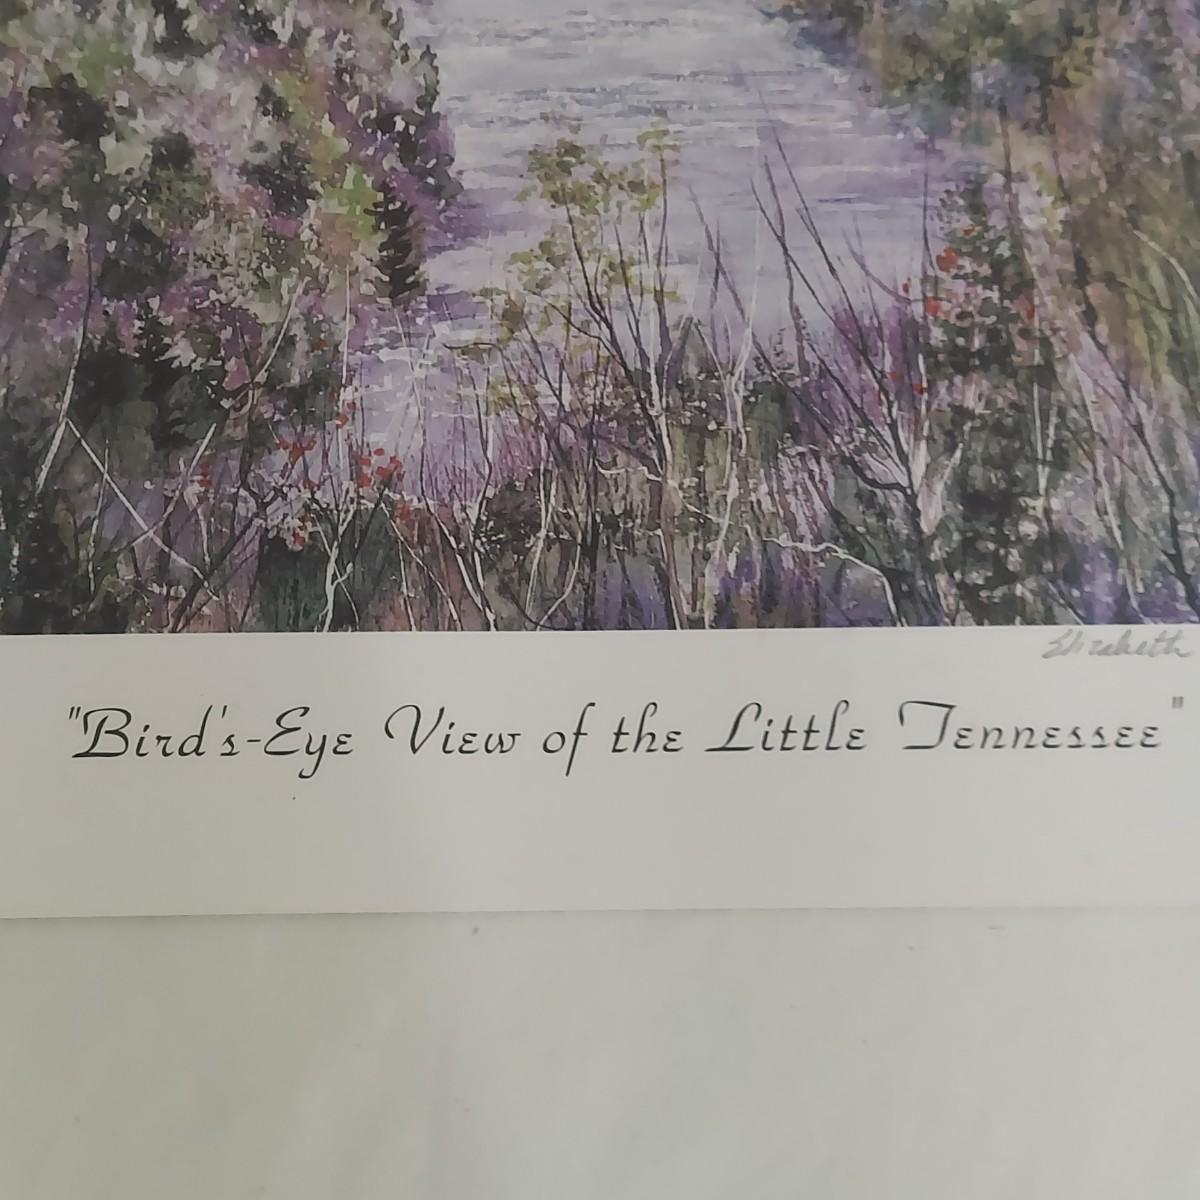 Elizabeth
"Bird's-Eye View of the Little Tennessee"